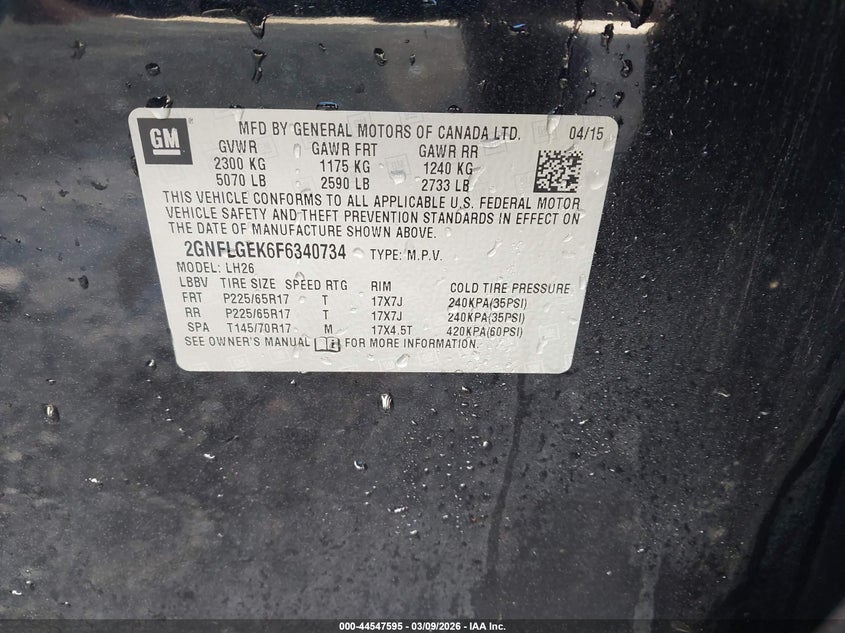 GM
MFD BY GENERAL MOTORS OF CANADA LTD. 04/15
GVWR GAWR FRT GAWR RR
2300 KG 1175 KG 1240 KG
5070 LB 2590 LB 2733 LB
THIS VEHICLE CONFORMS TO ALL APPLICABLE U.S. FEDERAL MOTOR
VEHICLE SAFETY AND THEFT PREVENTION STANDARDS IN EFFECT ON
THE DATE OF MANUFACTURE SHOWN ABOVE.
2GNFLGEK6F6340734 TYPE: M.P.V.
MODEL: LH26
LBBV TIRE SIZE SPEED RTG RIM COLD TIRE PRESSURE
FRT P225/65R17 T 17X7J 240KPA(35PSI)
RR P225/65R17 T 17X7J 240KPA(35PSI)
SPA T145/70R17 M 17X4.5T 420KPA(60PSI)
SEE OWNER'S MANUAL FOR MORE INFORMATION.
000-44547595 - 03/09/2026 - IAA Inc.